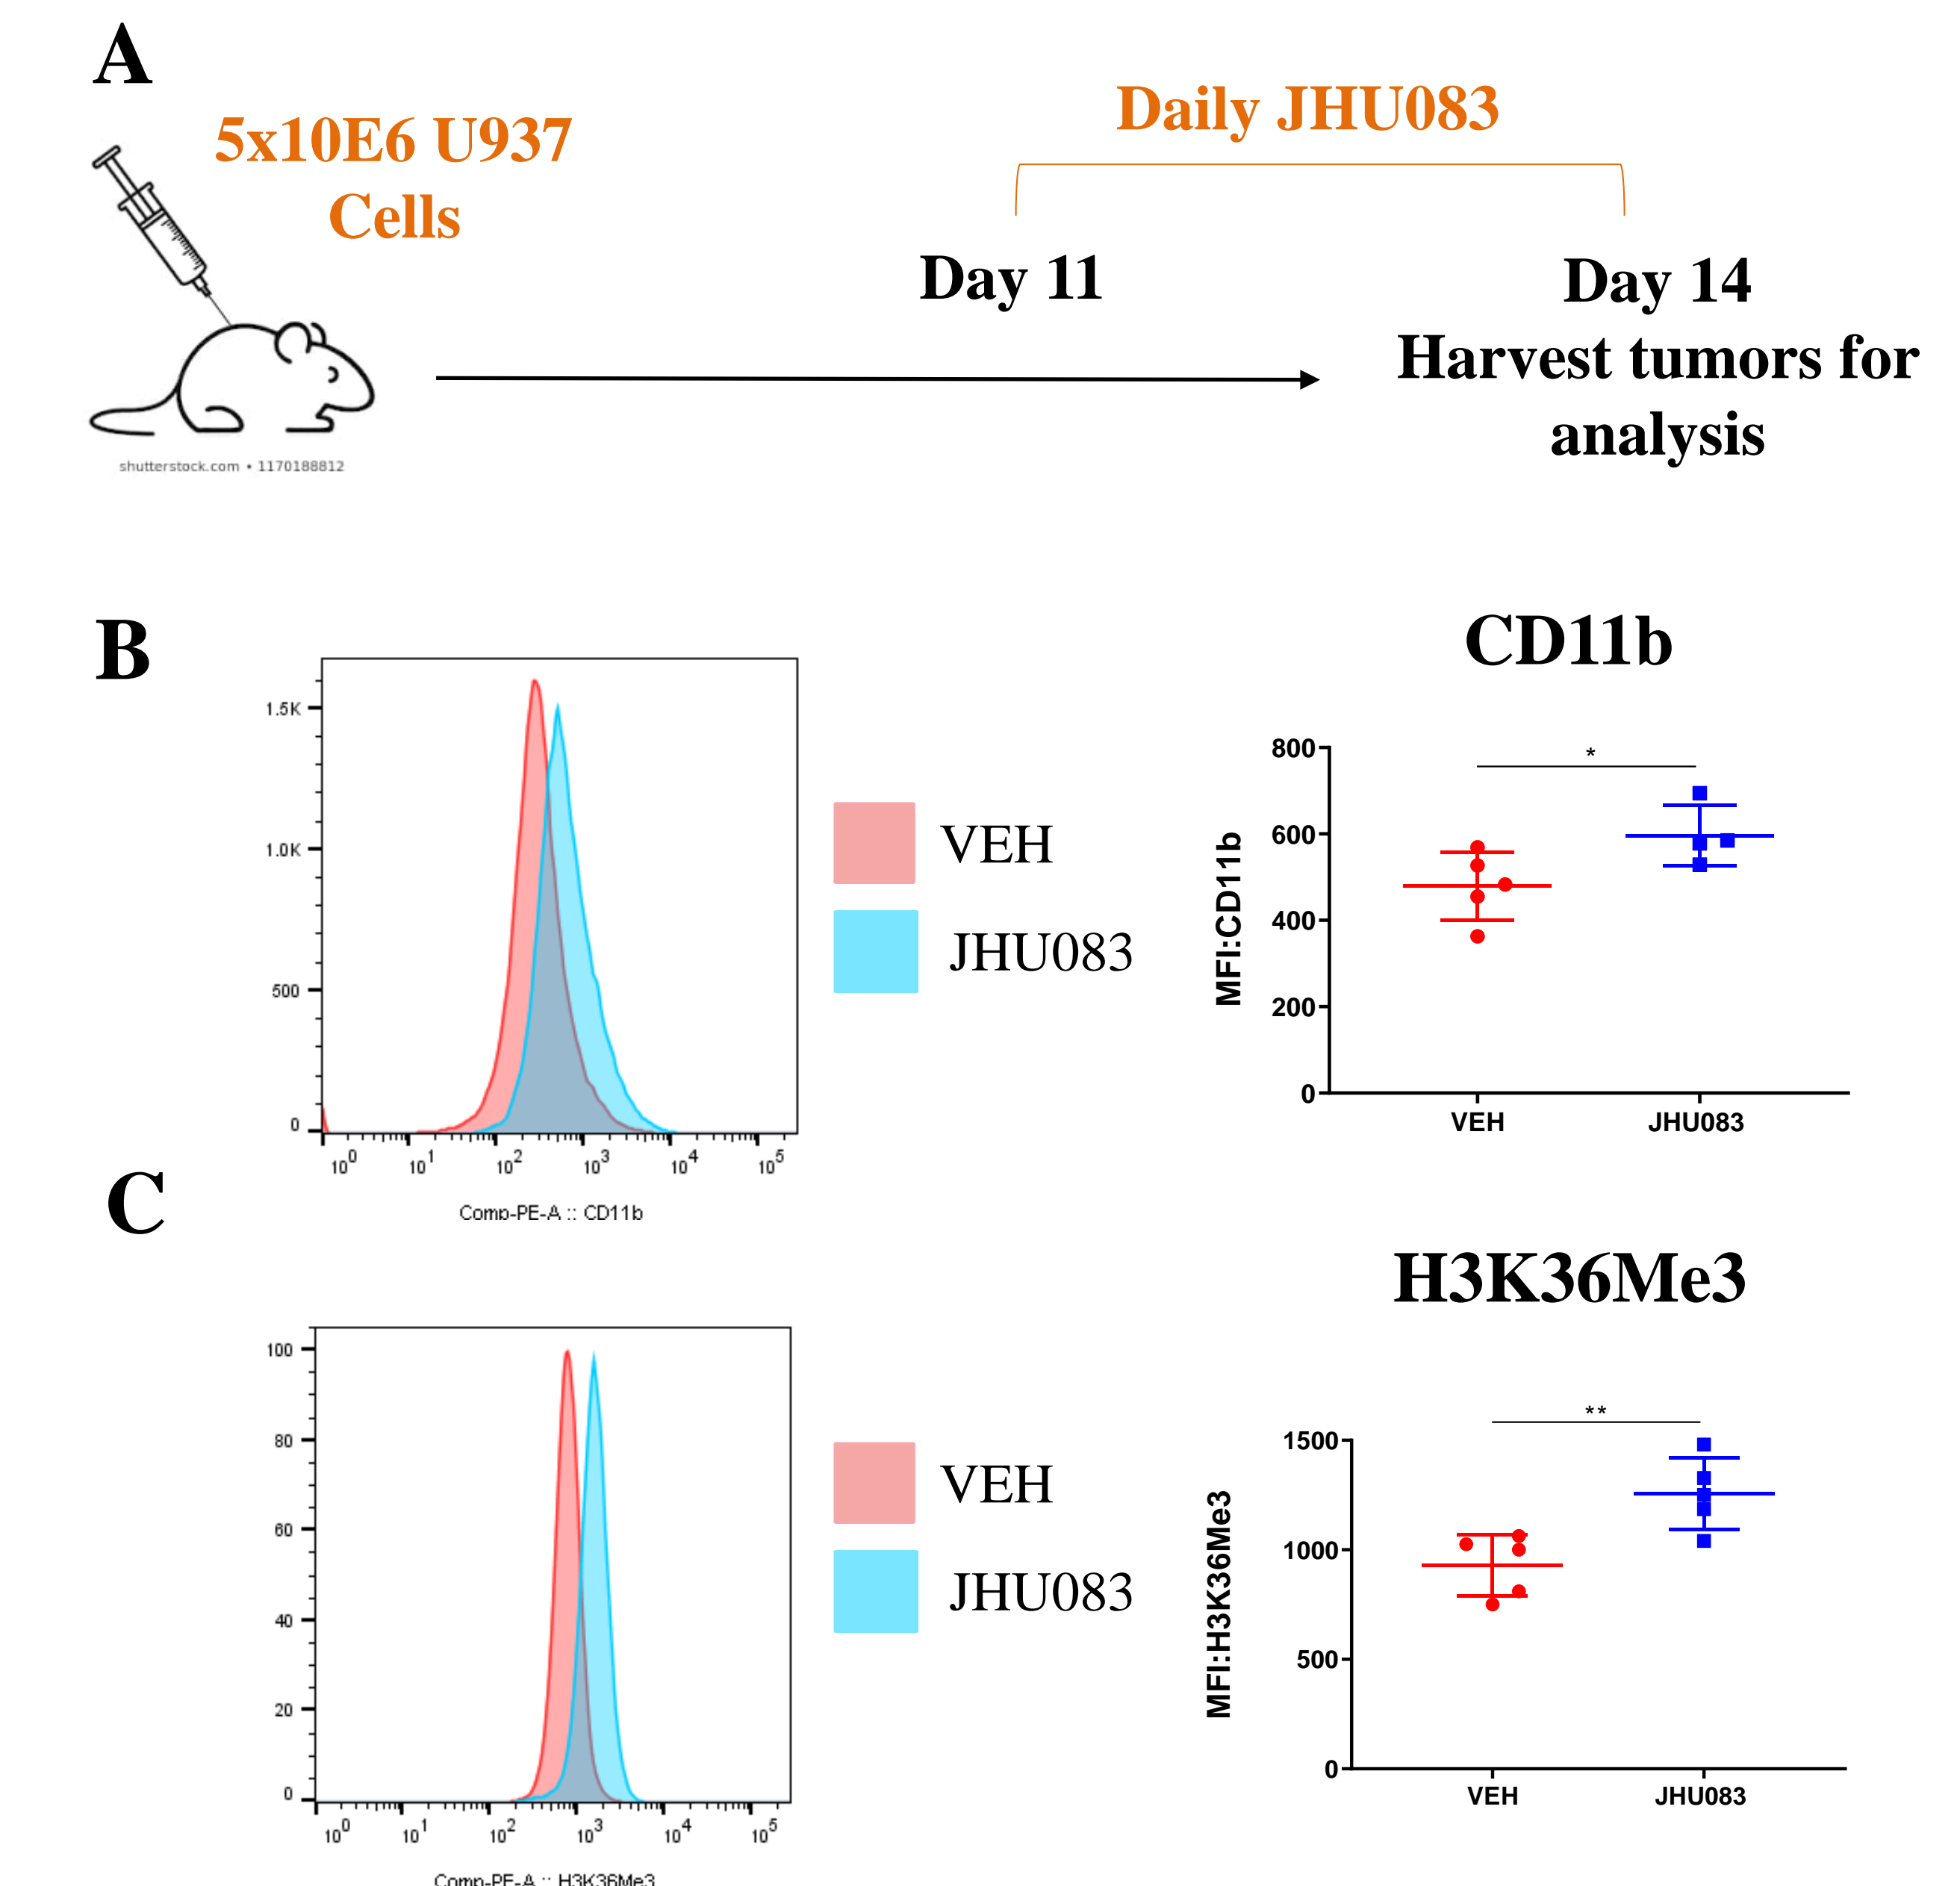 A
5x10E6 U937
Cells
Daily JHU083
Day 11
Day 14
Harvest tumors for
analysis
shutterstock.com • 1170188812
B
1.5K
1.0K
500
0
10^0 10^1 10^2 10^3 10^4 10^5
Comp-PE-A :: CD11b
VEH
JHU083
CD11b
*
MFI:CD11b
800
600
400
200
0
VEH JHU083
C
100
80
60
40
20
0
10^0 10^1 10^2 10^3 10^4 10^5
Comp-PE-A :: H3K36Me3
VEH
JHU083
H3K36Me3
**
MFI:H3K36Me3
1500
1000
500
0
VEH JHU083